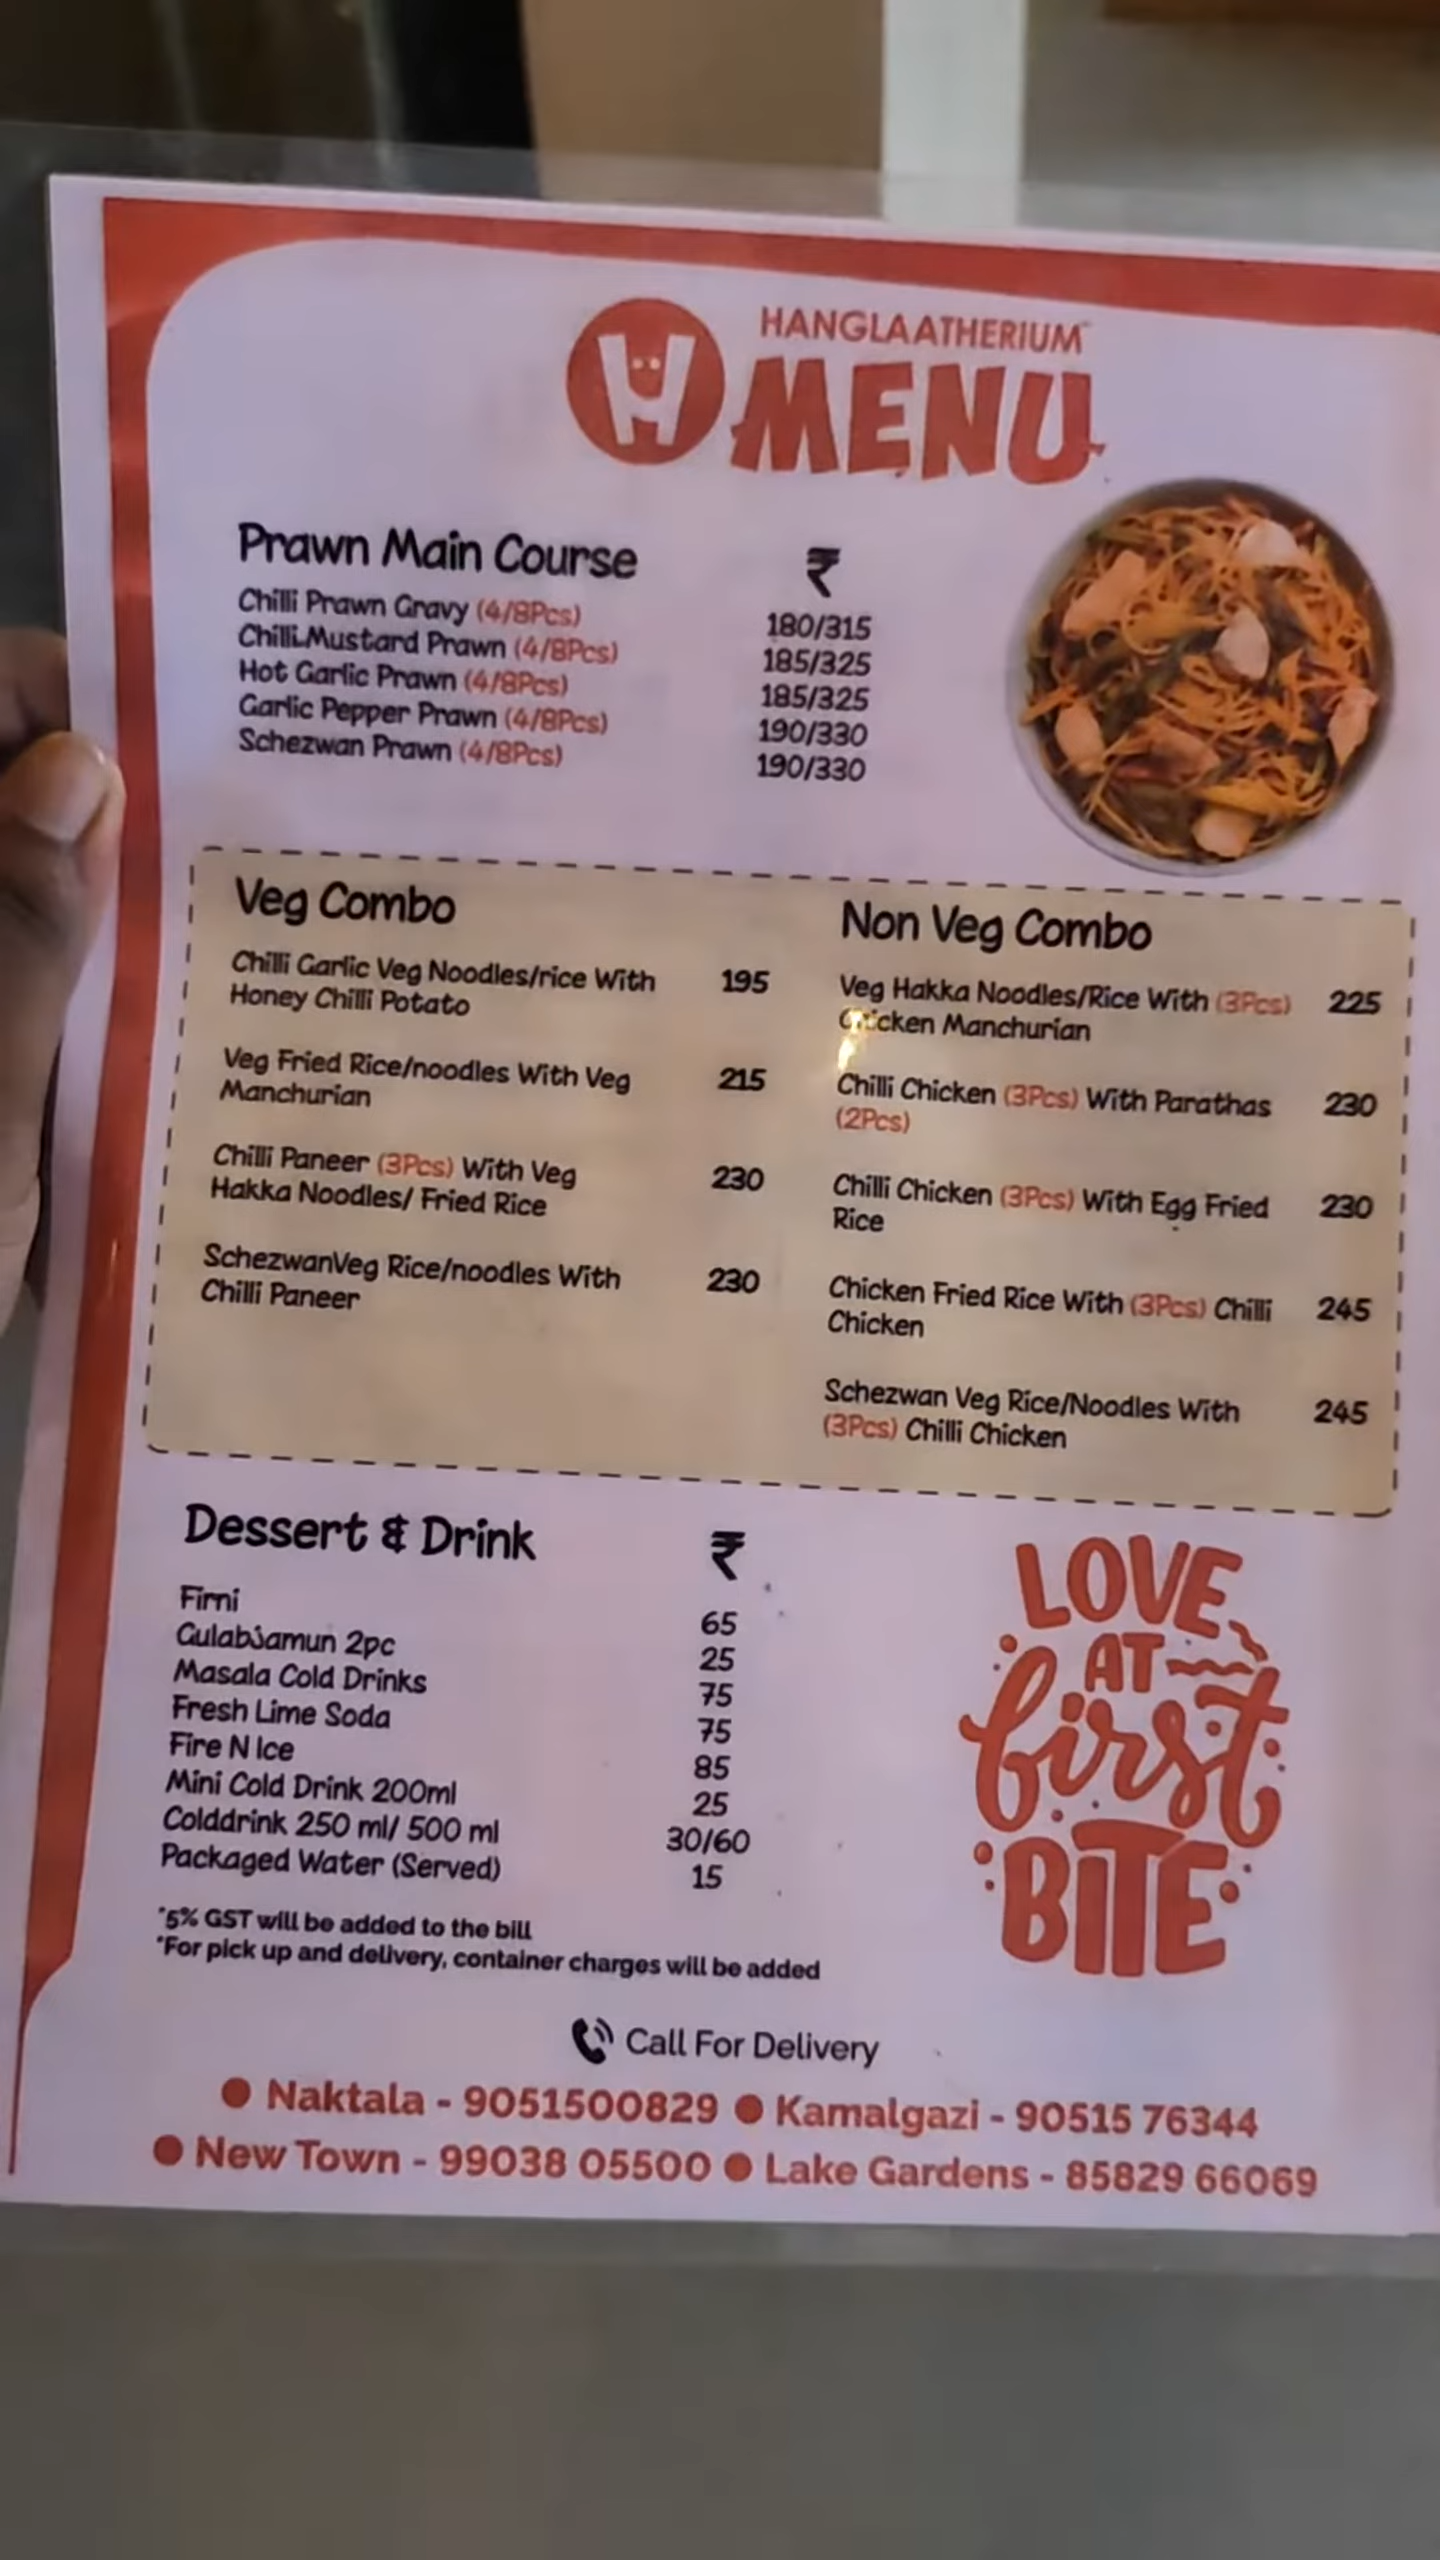 HANGLAATHERIUM
MENU
Prawn Main Course ₹
Chilli Prawn Gravy (4/8Pcs) 180/315
Chilli Mustard Prawn (4/8Pcs) 185/325
Hot Garlic Prawn (4/8Pcs) 185/325
Garlic Pepper Prawn (4/8Pcs) 190/330
Schezwan Prawn (4/8Pcs) 190/330
Veg Combo
Chilli Garlic Veg Noodles/rice With 195
Honey Chilli Potato
Veg Fried Rice/noodles With Veg 215
Manchurian
Chilli Paneer (3Pcs) With Veg 230
Hakka Noodles/ Fried Rice
SchezwanVeg Rice/noodles With 230
Chilli Paneer
Non Veg Combo
Veg Hakka Noodles/Rice With (3Pcs) 225
Chicken Manchurian
Chilli Chicken (3Pcs) With Parathas 230
(2Pcs)
Chilli Chicken (3Pcs) With Egg Fried 230
Rice
Chicken Fried Rice With (3Pcs) Chilli 245
Chicken
Schezwan Veg Rice/Noodles With 245
(3Pcs) Chilli Chicken
Dessert & Drink ₹
Firni 65
GulabJamun 2pc 25
Masala Cold Drinks 75
Fresh Lime Soda 75
Fire N Ice 85
Mini Cold Drink 200ml 25
Colddrink 250 ml/ 500 ml 30/60
Packaged Water (Served) 15
*5% GST will be added to the bill
*For pick up and delivery, container charges will be added
LOVE
AT
first
BITE
Call For Delivery
● Naktala - 9051500829 ● Kamalgazi - 90515 76344
● New Town - 99038 05500 ● Lake Gardens - 85829 66069